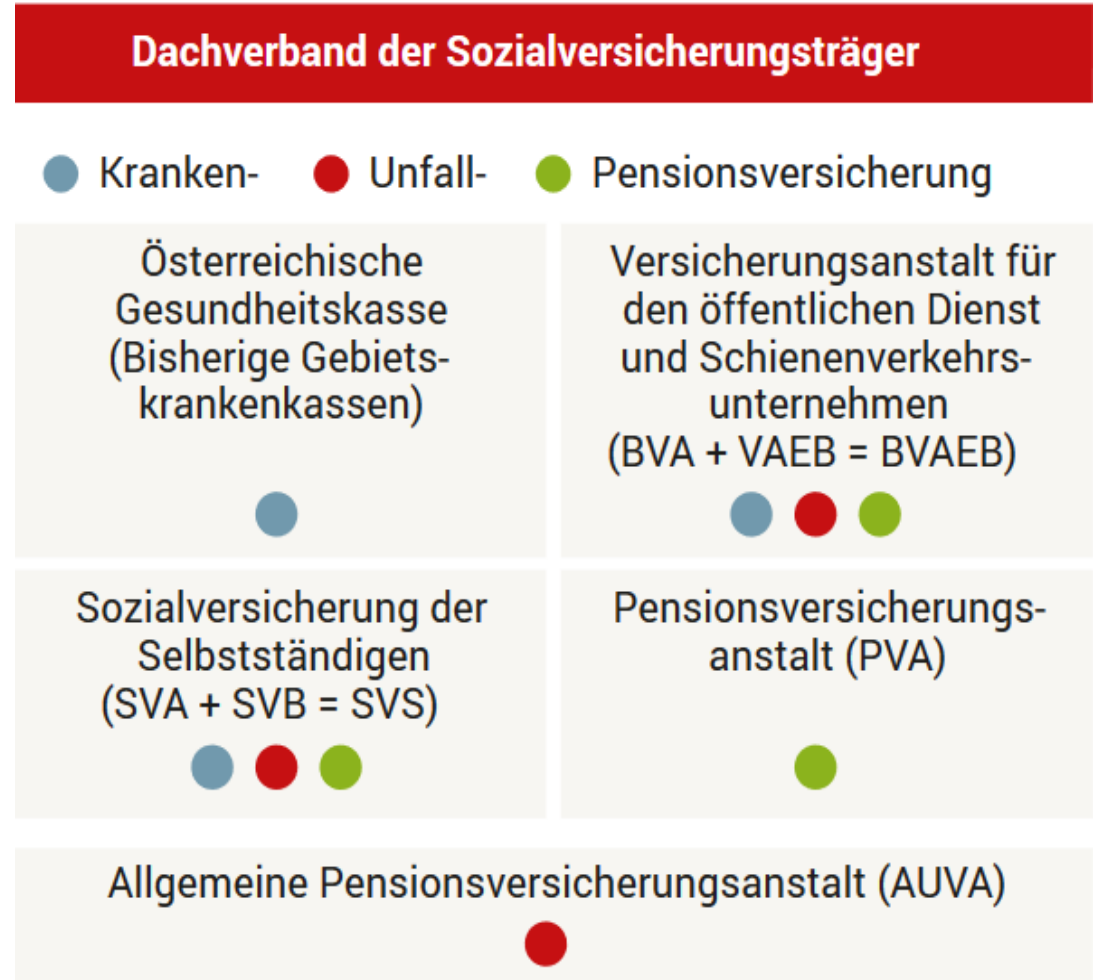 Dachverband der Sozialversicherungsträger
Kranken- Unfall- Pensionsversicherung
Österreichische
Gesundheitskasse
(Bisherige Gebiets-
krankenkassen)
Versicherungsanstalt für
den öffentlichen Dienst
und Schienenverkehrs-
unternehmen
(BVA + VAEB = BVAEB)
Sozialversicherung der
Selbstständigen
(SVA + SVB = SVS)
Pensionsversicherungs-
anstalt (PVA)
Allgemeine Pensionsversicherungsanstalt (AUVA)